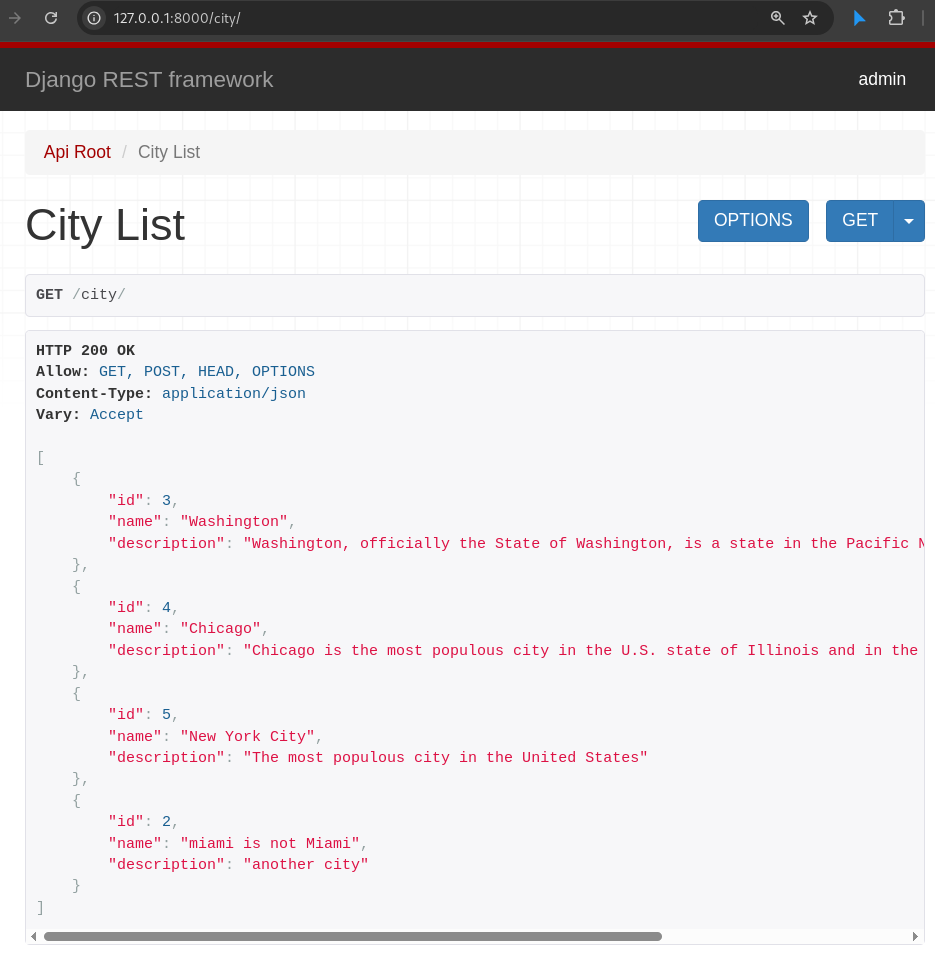 127.0.0.1:8000/city/
Django REST framework
admin
Api Root / City List
City List
OPTIONS
GET
GET /city/
HTTP 200 OK
Allow: GET, POST, HEAD, OPTIONS
Content-Type: application/json
Vary: Accept
[
    {
        "id": 3,
        "name": "Washington",
        "description": "Washington, officially the State of Washington, is a state in the Pacific
    },
    {
        "id": 4,
        "name": "Chicago",
        "description": "Chicago is the most populous city in the U.S. state of Illinois and in the
    },
    {
        "id": 5,
        "name": "New York City",
        "description": "The most populous city in the United States"
    },
    {
        "id": 2,
        "name": "miami is not Miami",
        "description": "another city"
    }
]